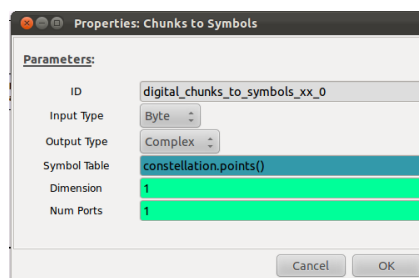 Properties: Chunks to Symbols
Parameters:
ID digital_chunks_to_symbols_xx_0
Input Type Byte
Output Type Complex
Symbol Table constellation.points()
Dimension 1
Num Ports 1
Cancel OK